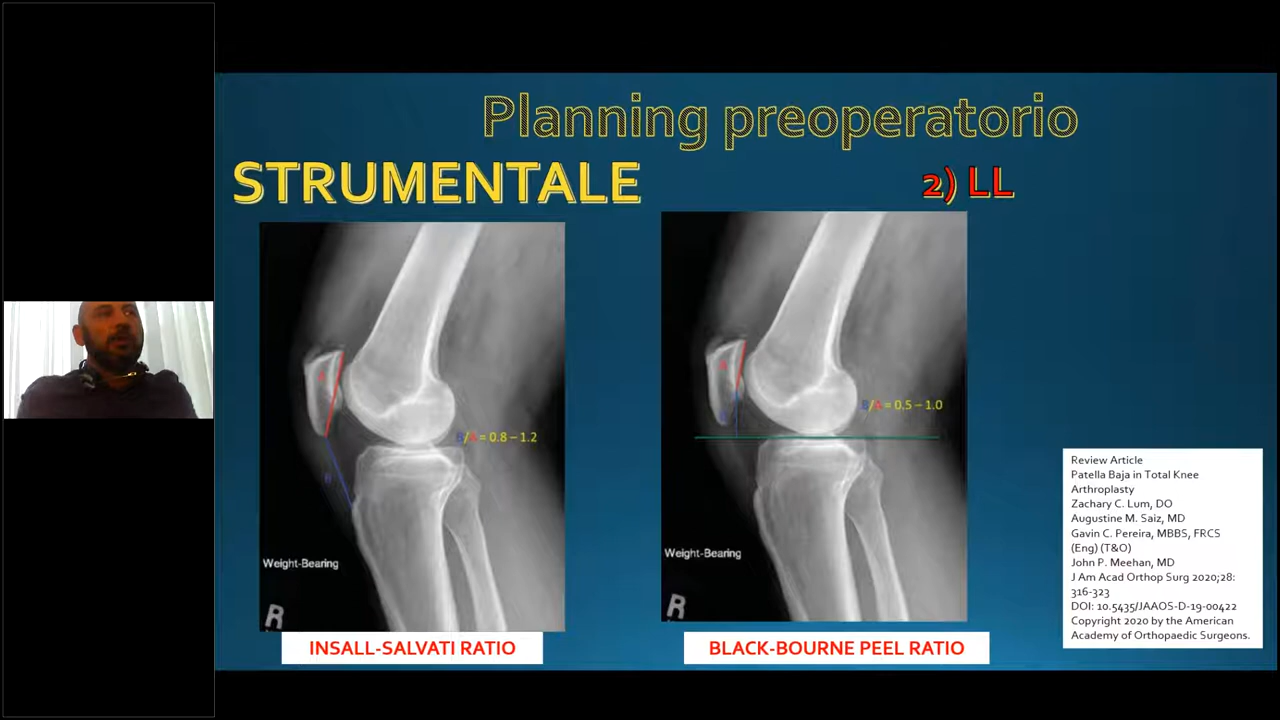 Planning preoperatorio
STRUMENTALE
2) LL
A
B
B/A = 0.8 – 1.2
Weight-Bearing
R
INSALL-SALVATI RATIO
A
B/A = 0,5 – 1.0
Weight-Bearing
R
BLACK-BOURNE PEEL RATIO
Review Article
Patella Baja in Total Knee
Arthroplasty
Zachary C. Lum, DO
Augustine M. Saiz, MD
Gavin C. Pereira, MBBS, FRCS
(Eng) (T&O)
John P. Meehan, MD
J Am Acad Orthop Surg 2020;28:
316-323
DOI: 10.5435/JAAOS-D-19-00422
Copyright 2020 by the American
Academy of Orthopaedic Surgeons.